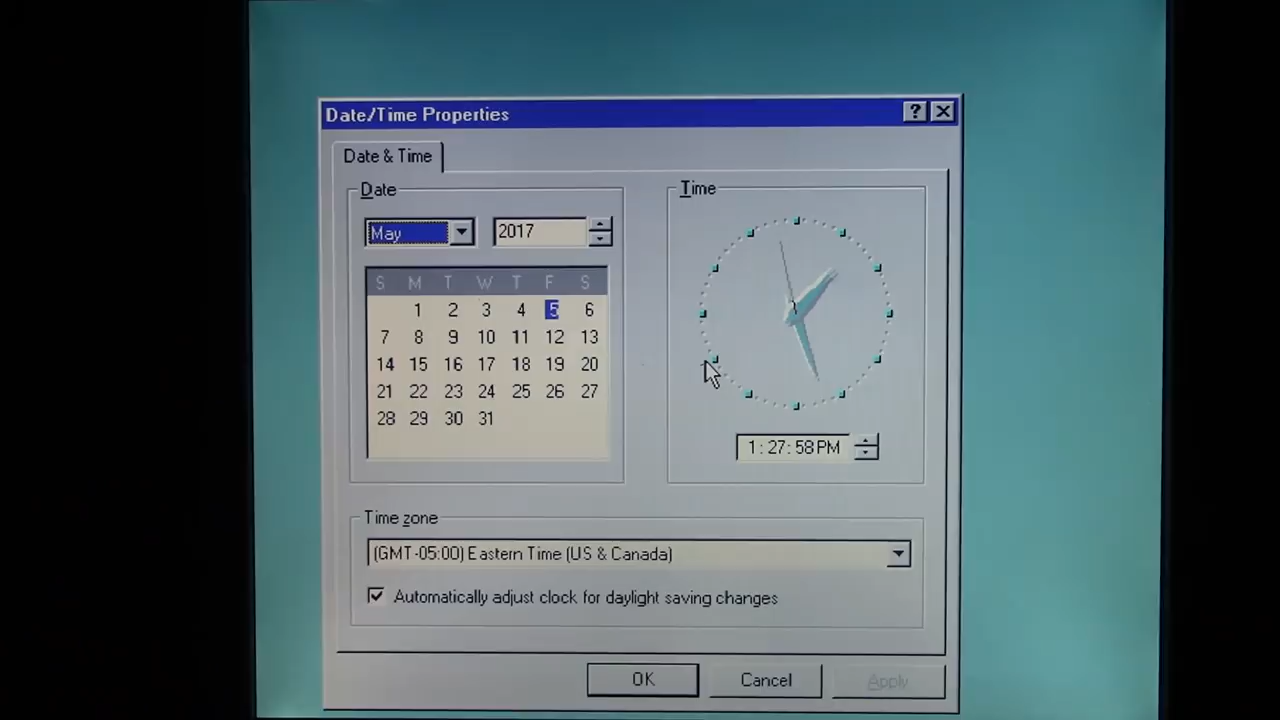 Date/Time Properties
Date & Time
Date
May
2017
S M T W T F S
1 2 3 4 5 6
7 8 9 10 11 12 13
14 15 16 17 18 19 20
21 22 23 24 25 26 27
28 29 30 31
Time
1:27:58 PM
Time zone
(GMT-05:00) Eastern Time (US & Canada)
Automatically adjust clock for daylight saving changes
OK Cancel Apply